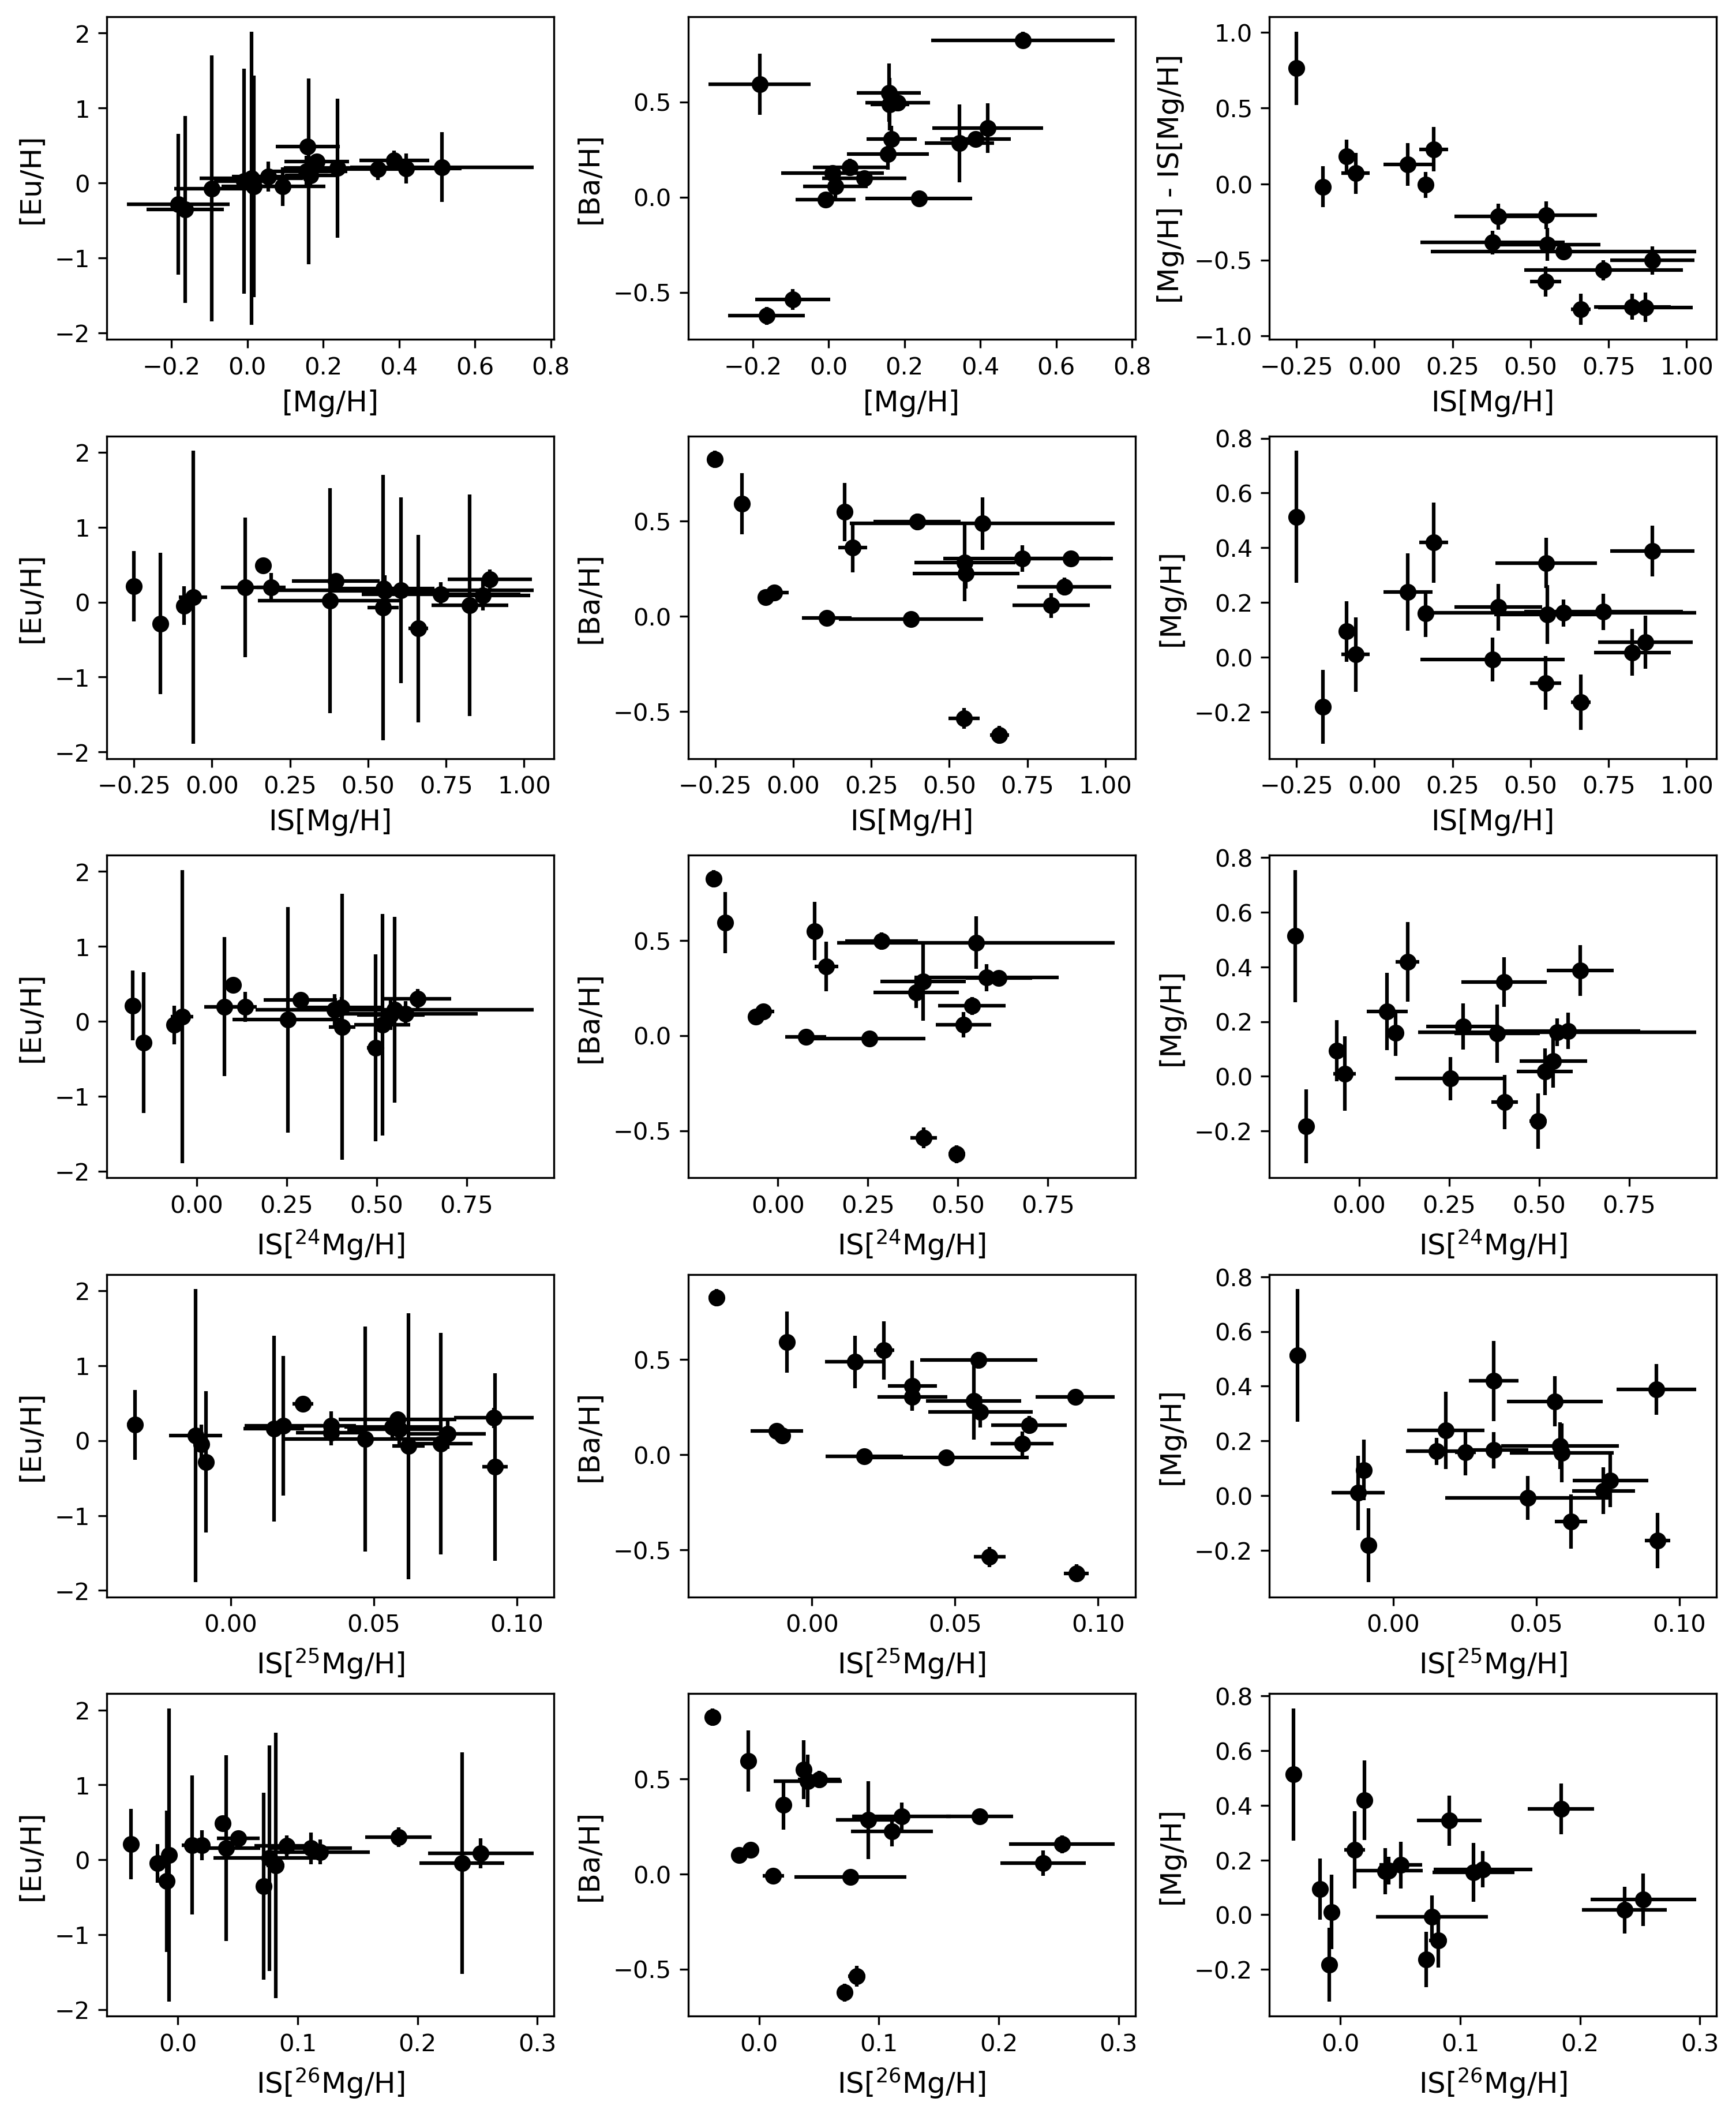 2
1
0
−1
−2
[Eu/H]
−0.2 0.0 0.2 0.4 0.6 0.8
[Mg/H]
0.5
0.0
−0.5
[Ba/H]
−0.2 0.0 0.2 0.4 0.6 0.8
[Mg/H]
1.0
0.5
0.0
−0.5
−1.0
[Mg/H] - IS[Mg/H]
−0.25 0.00 0.25 0.50 0.75 1.00
IS[Mg/H]
2
1
0
−1
−2
[Eu/H]
−0.25 0.00 0.25 0.50 0.75 1.00
IS[Mg/H]
0.5
0.0
−0.5
[Ba/H]
−0.25 0.00 0.25 0.50 0.75 1.00
IS[Mg/H]
0.8
0.6
0.4
0.2
0.0
−0.2
[Mg/H]
−0.25 0.00 0.25 0.50 0.75 1.00
IS[Mg/H]
2
1
0
−1
−2
[Eu/H]
0.00 0.25 0.50 0.75
IS[²⁴Mg/H]
0.5
0.0
−0.5
[Ba/H]
0.00 0.25 0.50 0.75
IS[²⁴Mg/H]
0.8
0.6
0.4
0.2
0.0
−0.2
[Mg/H]
0.00 0.25 0.50 0.75
IS[²⁴Mg/H]
2
1
0
−1
−2
[Eu/H]
0.00 0.05 0.10
IS[²⁵Mg/H]
0.5
0.0
−0.5
[Ba/H]
0.00 0.05 0.10
IS[²⁵Mg/H]
0.8
0.6
0.4
0.2
0.0
−0.2
[Mg/H]
0.00 0.05 0.10
IS[²⁵Mg/H]
2
1
0
−1
−2
[Eu/H]
0.0 0.1 0.2 0.3
IS[²⁶Mg/H]
0.5
0.0
−0.5
[Ba/H]
0.0 0.1 0.2 0.3
IS[²⁶Mg/H]
0.8
0.6
0.4
0.2
0.0
−0.2
[Mg/H]
0.0 0.1 0.2 0.3
IS[²⁶Mg/H]